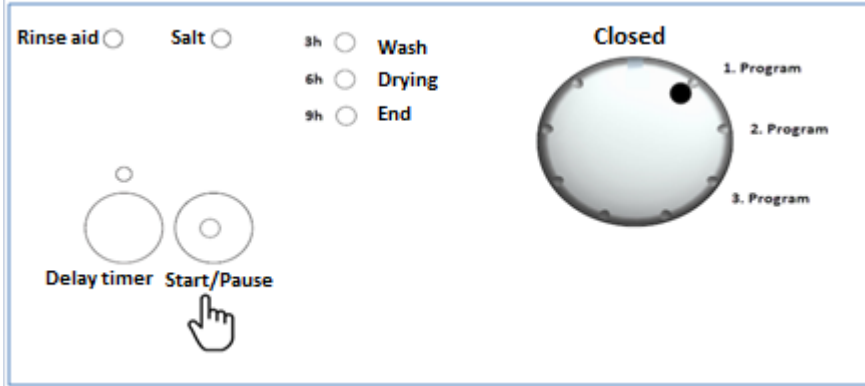 Rinse aid
Salt
3h Wash
6h Drying
9h End
Closed
1. Program
2. Program
3. Program
Delay timer
Start/Pause